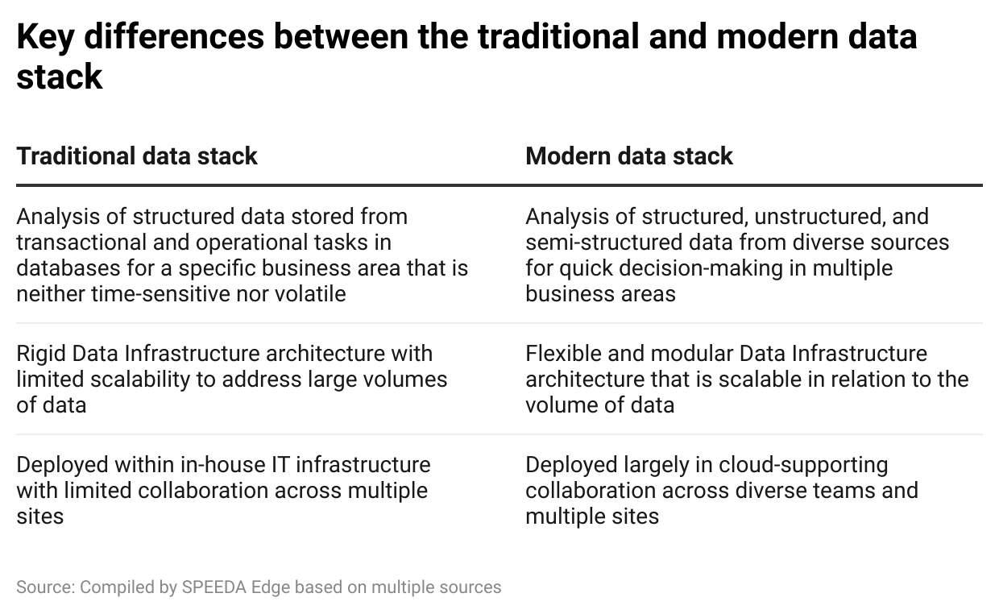 Key differences between the traditional and modern data
stack
Traditional data stack
Modern data stack
Analysis of structured data stored from
transactional and operational tasks in
databases for a specific business area that is
neither time-sensitive nor volatile
Analysis of structured, unstructured, and
semi-structured data from diverse sources
for quick decision-making in multiple
business areas
Rigid Data Infrastructure architecture with
limited scalability to address large volumes
of data
Flexible and modular Data Infrastructure
architecture that is scalable in relation to the
volume of data
Deployed within in-house IT infrastructure
with limited collaboration across multiple
sites
Deployed largely in cloud-supporting
collaboration across diverse teams and
multiple sites
Source: Compiled by SPEEDA Edge based on multiple sources